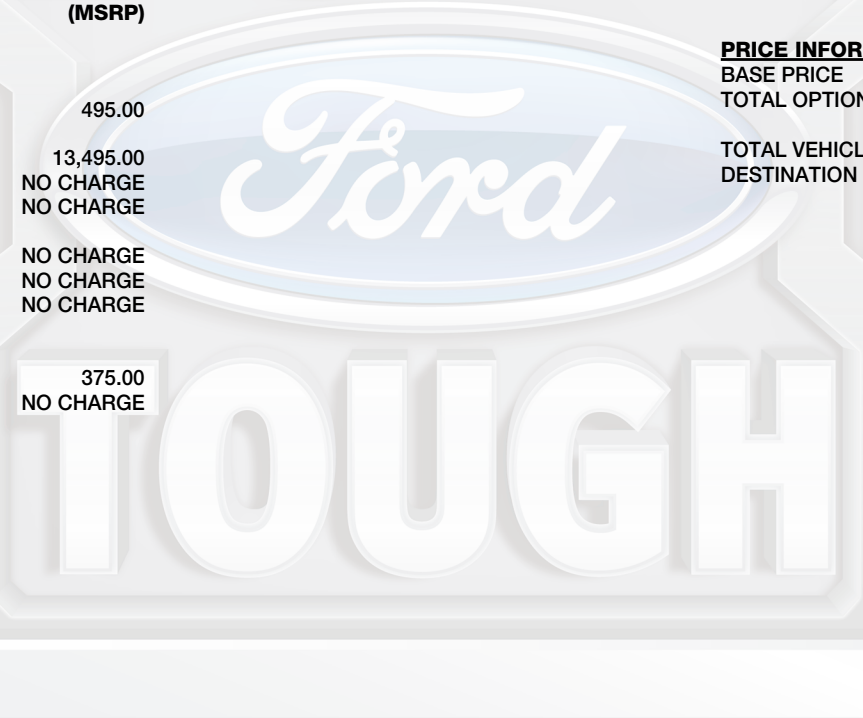 (MSRP)
495.00
13,495.00
NO CHARGE
NO CHARGE
NO CHARGE
NO CHARGE
NO CHARGE
375.00
NO CHARGE
PRICE INFOR
BASE PRICE
TOTAL OPTION
TOTAL VEHICL
DESTINATION
Ford
TOUGH